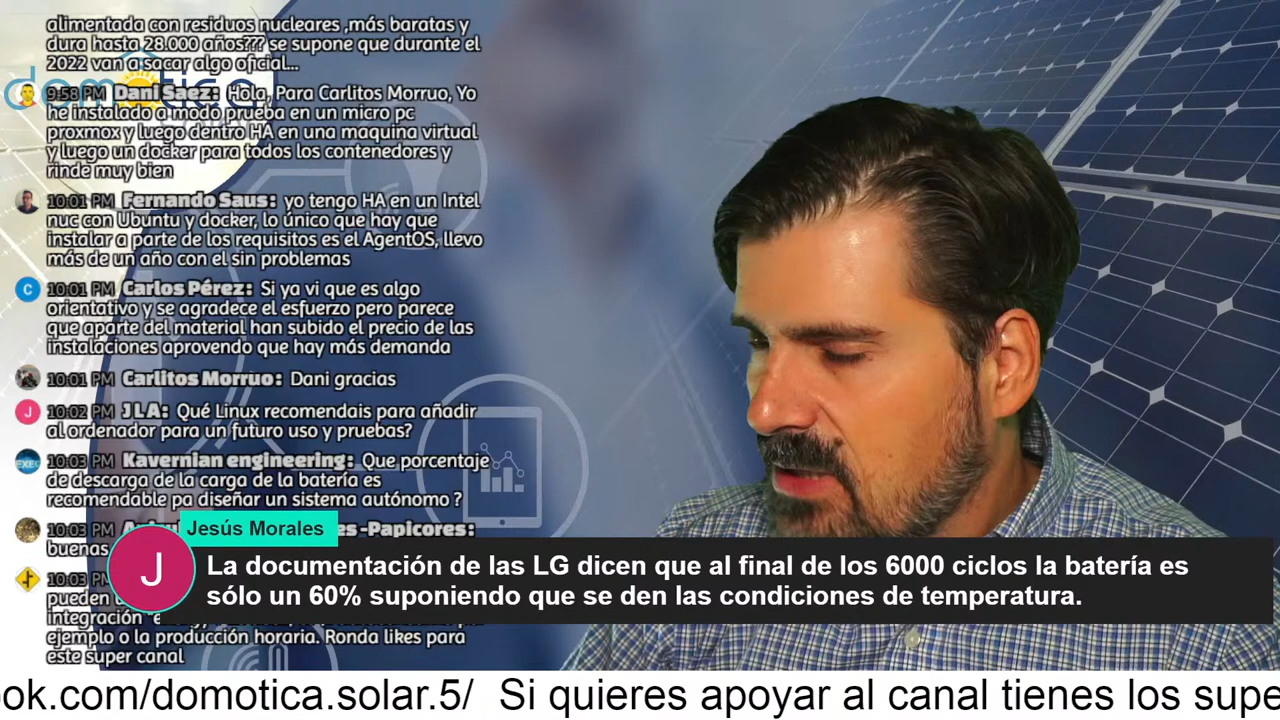 alimentada con residuos nucleares ,más baratas y
dura hasta 28.000 años??? se supone que durante el
2022 van a sacar algo oficial...
9:58 PM Dani Saez: Hola, Para Carlitos Morruo, Yo
he instalado a modo prueba en un micro pc
proxmox y luego dentro HA en una maquina virtual
y luego un docker para todos los contenedores y
rinde muy bien
10:01 PM Fernando Saus: yo tengo HA en un Intel
nuc con Ubuntu y docker, lo único que hay que
instalar a parte de los requisitos es el AgentOS, llevo
más de un año con el sin problemas
C 10:01 PM Carlos Pérez: Si ya vi que es algo
orientativo y se agradece el esfuerzo pero parece
que aparte del material han subido el precio de las
instalaciones aprovendo que hay más demanda
10:01 PM Carlitos Morruo: Dani gracias
J 10:02 PM J L A: Qué Linux recomendais para añadir
al ordenador para un futuro uso y pruebas?
10:03 PM Kavernian engineering: Que porcentaje
de descarga de la carga de la batería es
recomendable pa diseñar un sistema autónomo ?
10:03 PM es -Papicores:
buenas
10:03 PM
pueden
integración
ejemplo o la producción horaria. Ronda likes para
este super canal
Jesús Morales
J
La documentación de las LG dicen que al final de los 6000 ciclos la batería es
sólo un 60% suponiendo que se den las condiciones de temperatura.
ook.com/domotica.solar.5/ Si quieres apoyar al canal tienes los supe